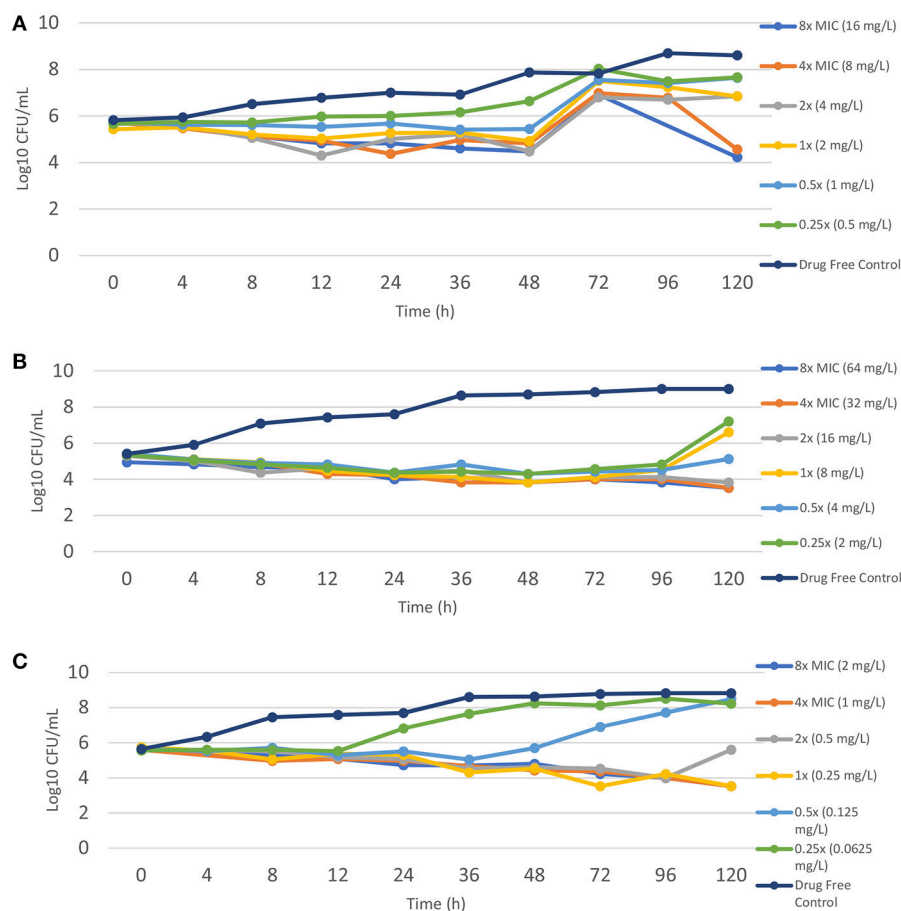 A
10
8
6
4
2
0
Log10 CFU/mL
0 4 8 12 24 36 48 72 96 120
Time (h)
8x MIC (16 mg/L)
4x MIC (8 mg/L)
2x (4 mg/L)
1x (2 mg/L)
0.5x (1 mg/L)
0.25x (0.5 mg/L)
Drug Free Control
B
10
8
6
4
2
0
Log10 CFU/mL
0 4 8 12 24 36 48 72 96 120
Time (h)
8x MIC (64 mg/L)
4x MIC (32 mg/L)
2x (16 mg/L)
1x (8 mg/L)
0.5x (4 mg/L)
0.25x (2 mg/L)
Drug Free Control
C
10
8
6
4
2
0
Log10 CFU/mL
0 4 8 12 24 36 48 72 96 120
Time (h)
8x MIC (2 mg/L)
4x MIC (1 mg/L)
2x (0.5 mg/L)
1x (0.25 mg/L)
0.5x (0.125
mg/L)
0.25x (0.0625
mg/L)
Drug Free
Control